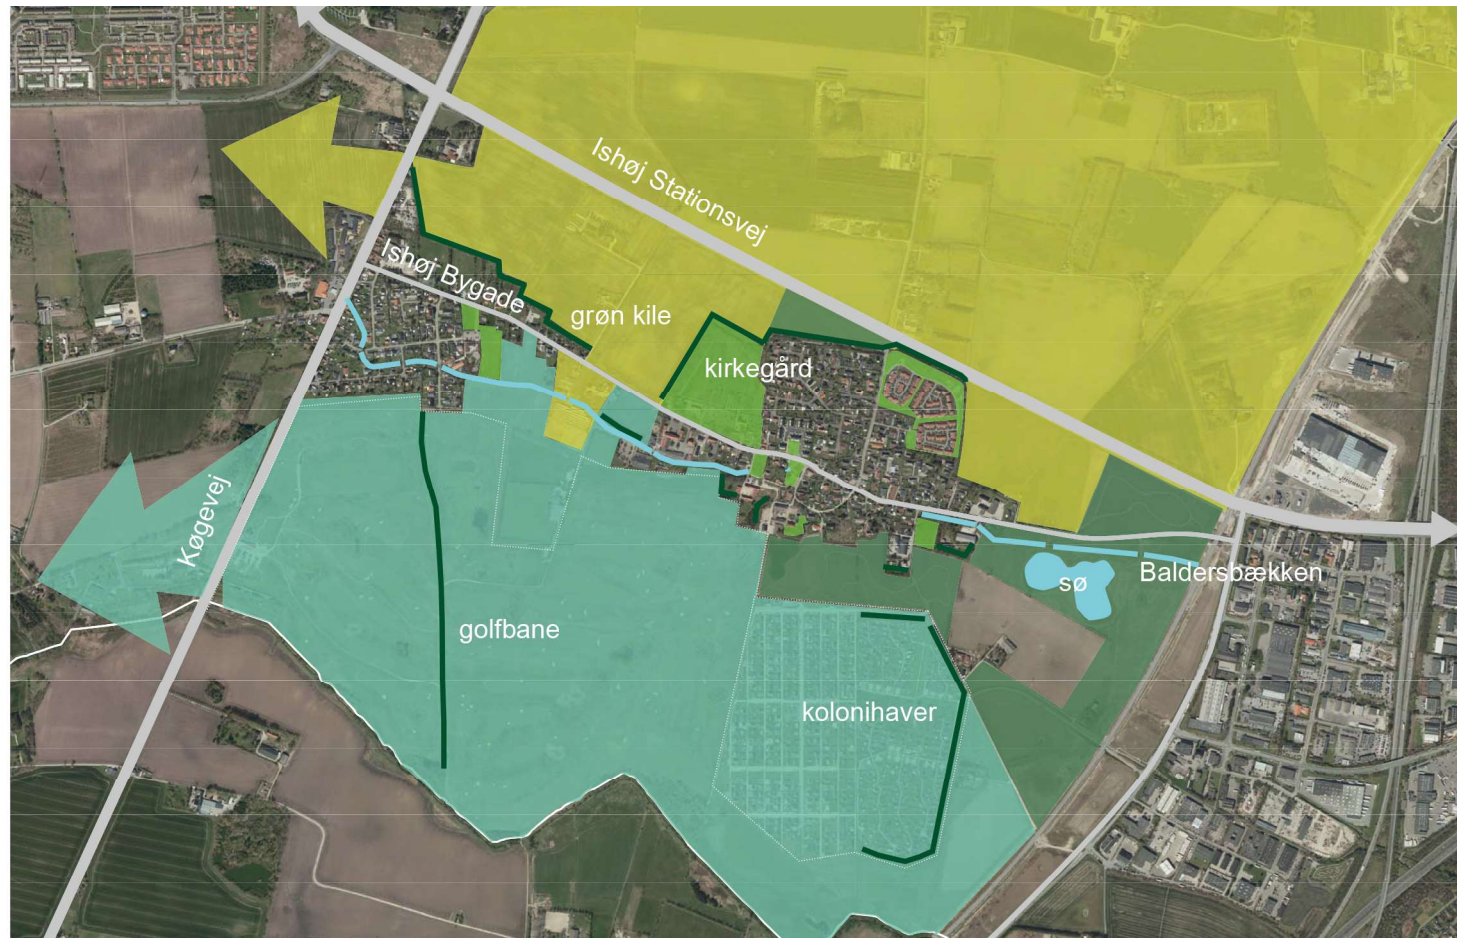 Ishøj Stationsvej
Ishøj Bygade
grøn kile
kirkegård
Køgevej
sø
Baldersbækken
golfbane
kolonihaver